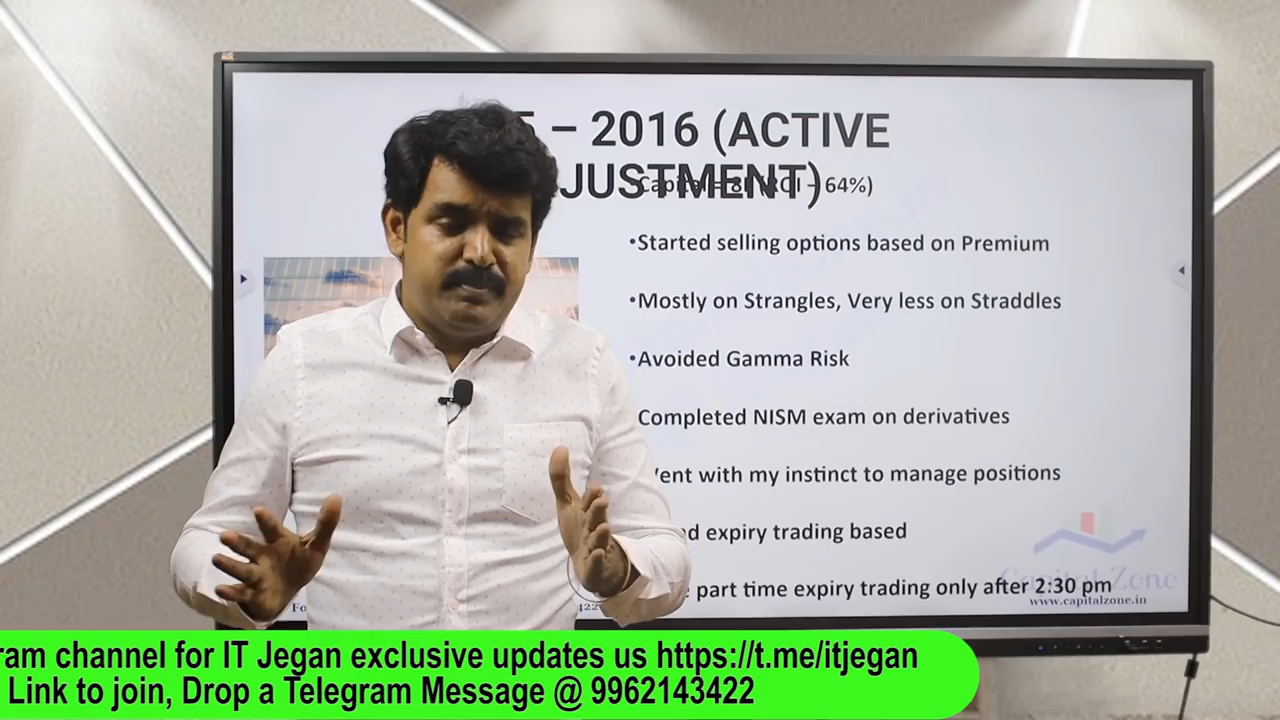 – 2016 (ACTIVE
JUSTMENT)
64%)
•Started selling options based on Premium
•Mostly on Strangles, Very less on Straddles
•Avoided Gamma Risk
Completed NISM exam on derivatives
ent with my instinct to manage positions
d expiry trading based
part time expiry trading only after 2:30 pm
Capital Zone
www.capitalzone.in
ram channel for IT Jegan exclusive updates us https://t.me/itjegan
Link to join, Drop a Telegram Message @ 9962143422